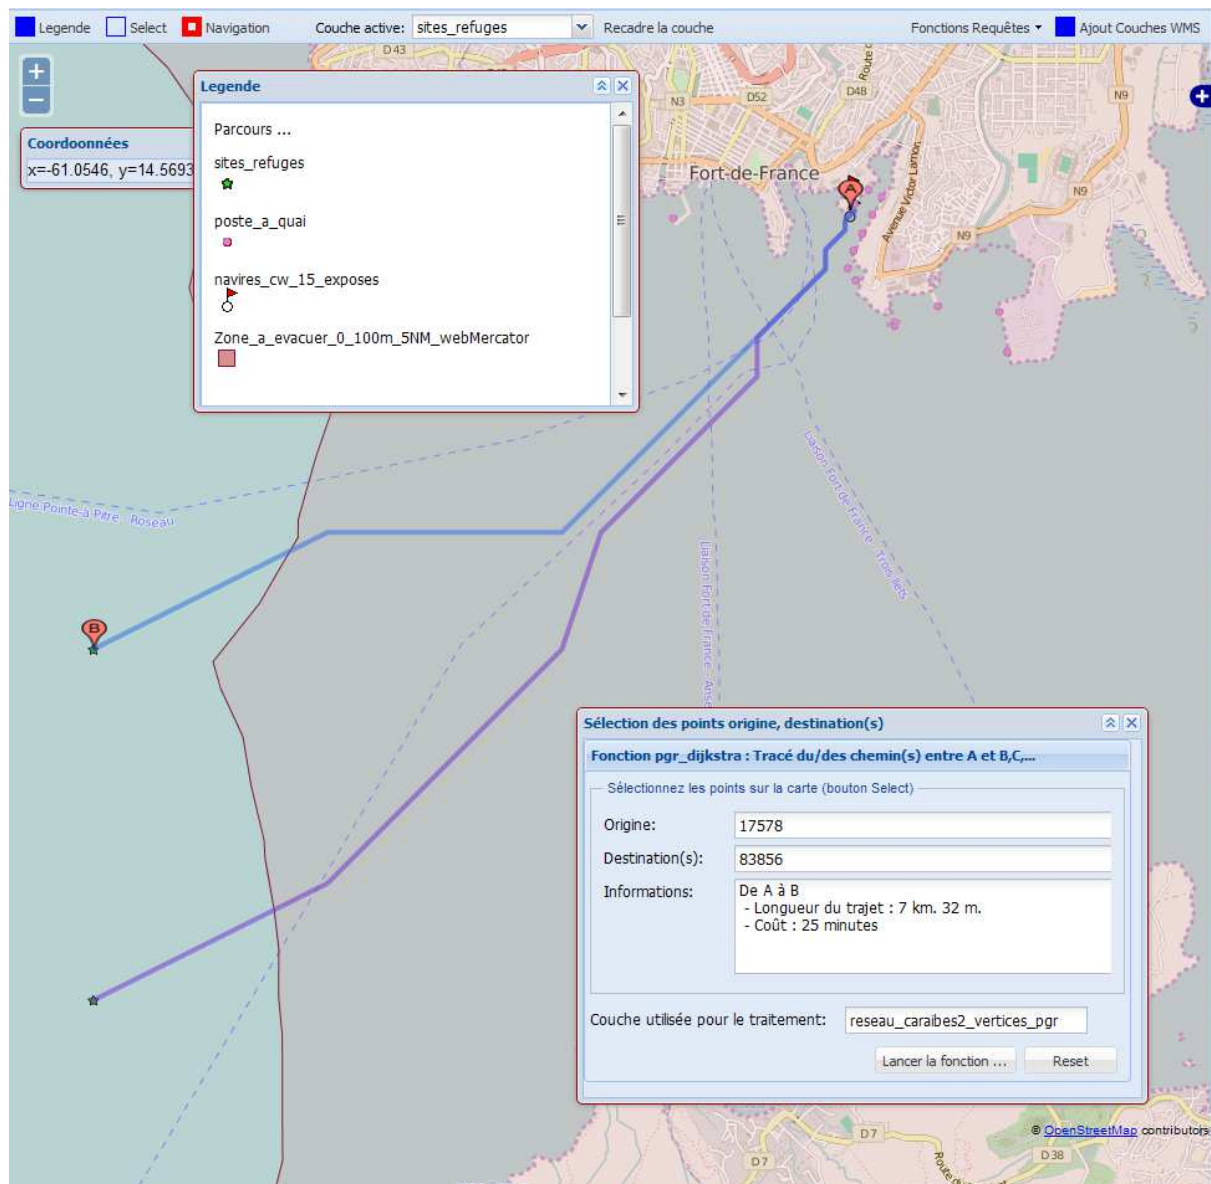 Legende Select Navigation Couche active: sites_refuges Recadre la couche Fonctions Requêtes Ajout Couches WMS
D43
Route d
+
−
Legende
N3
D52
D48
N9
Coordoonnées
x=-61.0546, y=14.5693
Parcours ...
sites_refuges
poste_a_quai
navires_cw_15_exposes
Zone_a_evacuer_0_100m_5NM_webMercator
Fort-de-France
A
Avenue Victor Lamon
N9
N9
Ligne Pointe-à-Pitre - Roseau
Liaison Fort-de-France - Trois Ilets
Liaison Fort-de-France - Anse
B
Sélection des points origine, destination(s)
Fonction pgr_dijkstra : Tracé du/des chemin(s) entre A et B,C,...
Sélectionnez les points sur la carte (bouton Select)
Origine: 17578
Destination(s): 83856
Informations: De A à B
- Longueur du trajet : 7 km. 32 m.
- Coût : 25 minutes
Couche utilisée pour le traitement: reseau_caraibes2_vertices_pgr
Lancer la fonction ... Reset
© OpenStreetMap contributors
D7
D7
D38